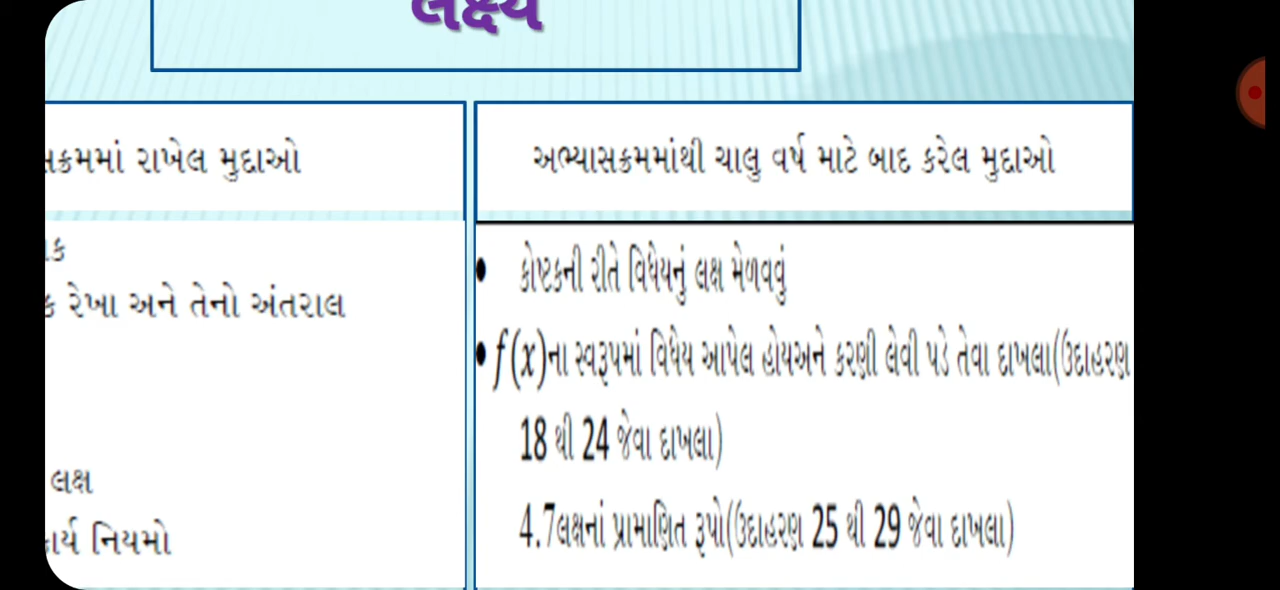 લક્ષ્ય
રાખેલ મુદાઓ
અભ્યાસક્રમમાંથી ચાલુ વર્ષ માટે બાદ કરેલ મુદાઓ
રેખા અને તેનો અંતરાલ
લક્ષ
નિયમો
• કોષ્ટકની રીતે વિધેયનું લક્ષ મેળવવું
• f(x)ના સ્વરૂપમાં વિધેય આપેલ હોયઅને કરણી લેવી પડે તેવા દાખલા(ઉદાહરણ
18 થી 24 જેવા દાખલા)
4.7લક્ષનાં પ્રામાણિત રૂપો(ઉદાહરણ 25 થી 29 જેવા દાખલા)